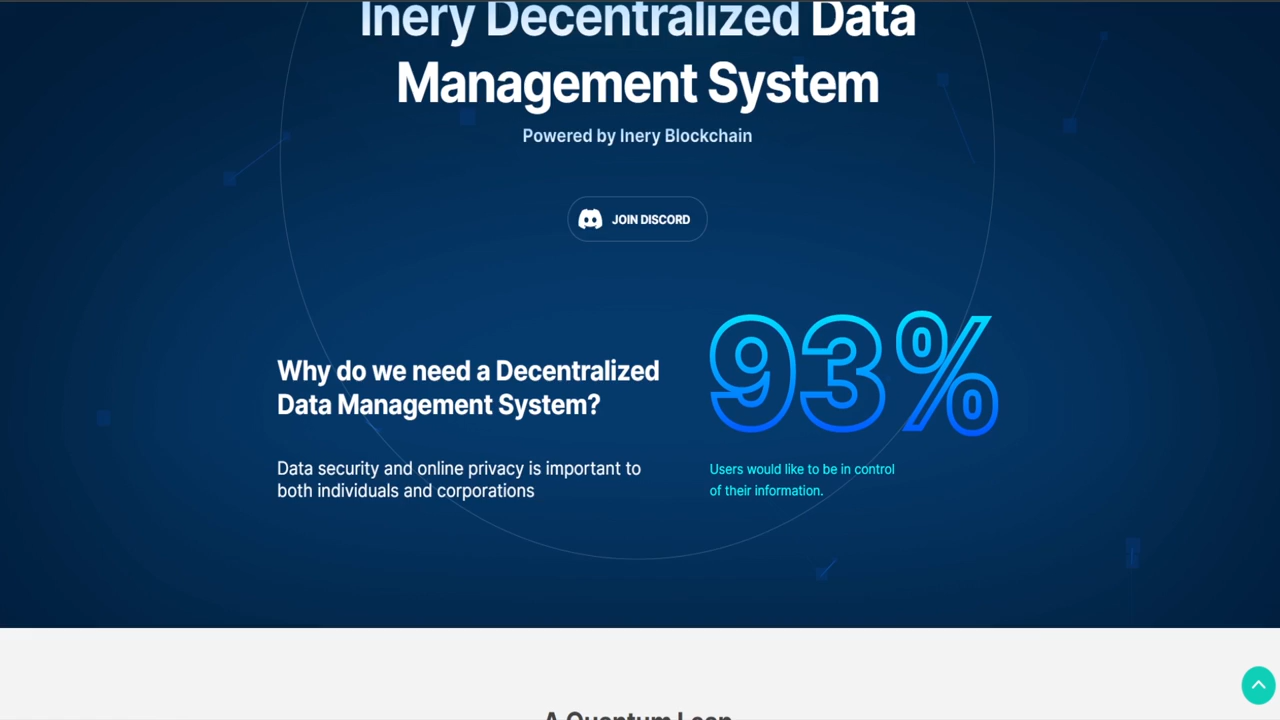 Inery Decentralized Data
Management System
Powered by Inery Blockchain
JOIN DISCORD
Why do we need a Decentralized
Data Management System?
93%
Data security and online privacy is important to
both individuals and corporations
Users would like to be in control
of their information.
A Quantum Leap